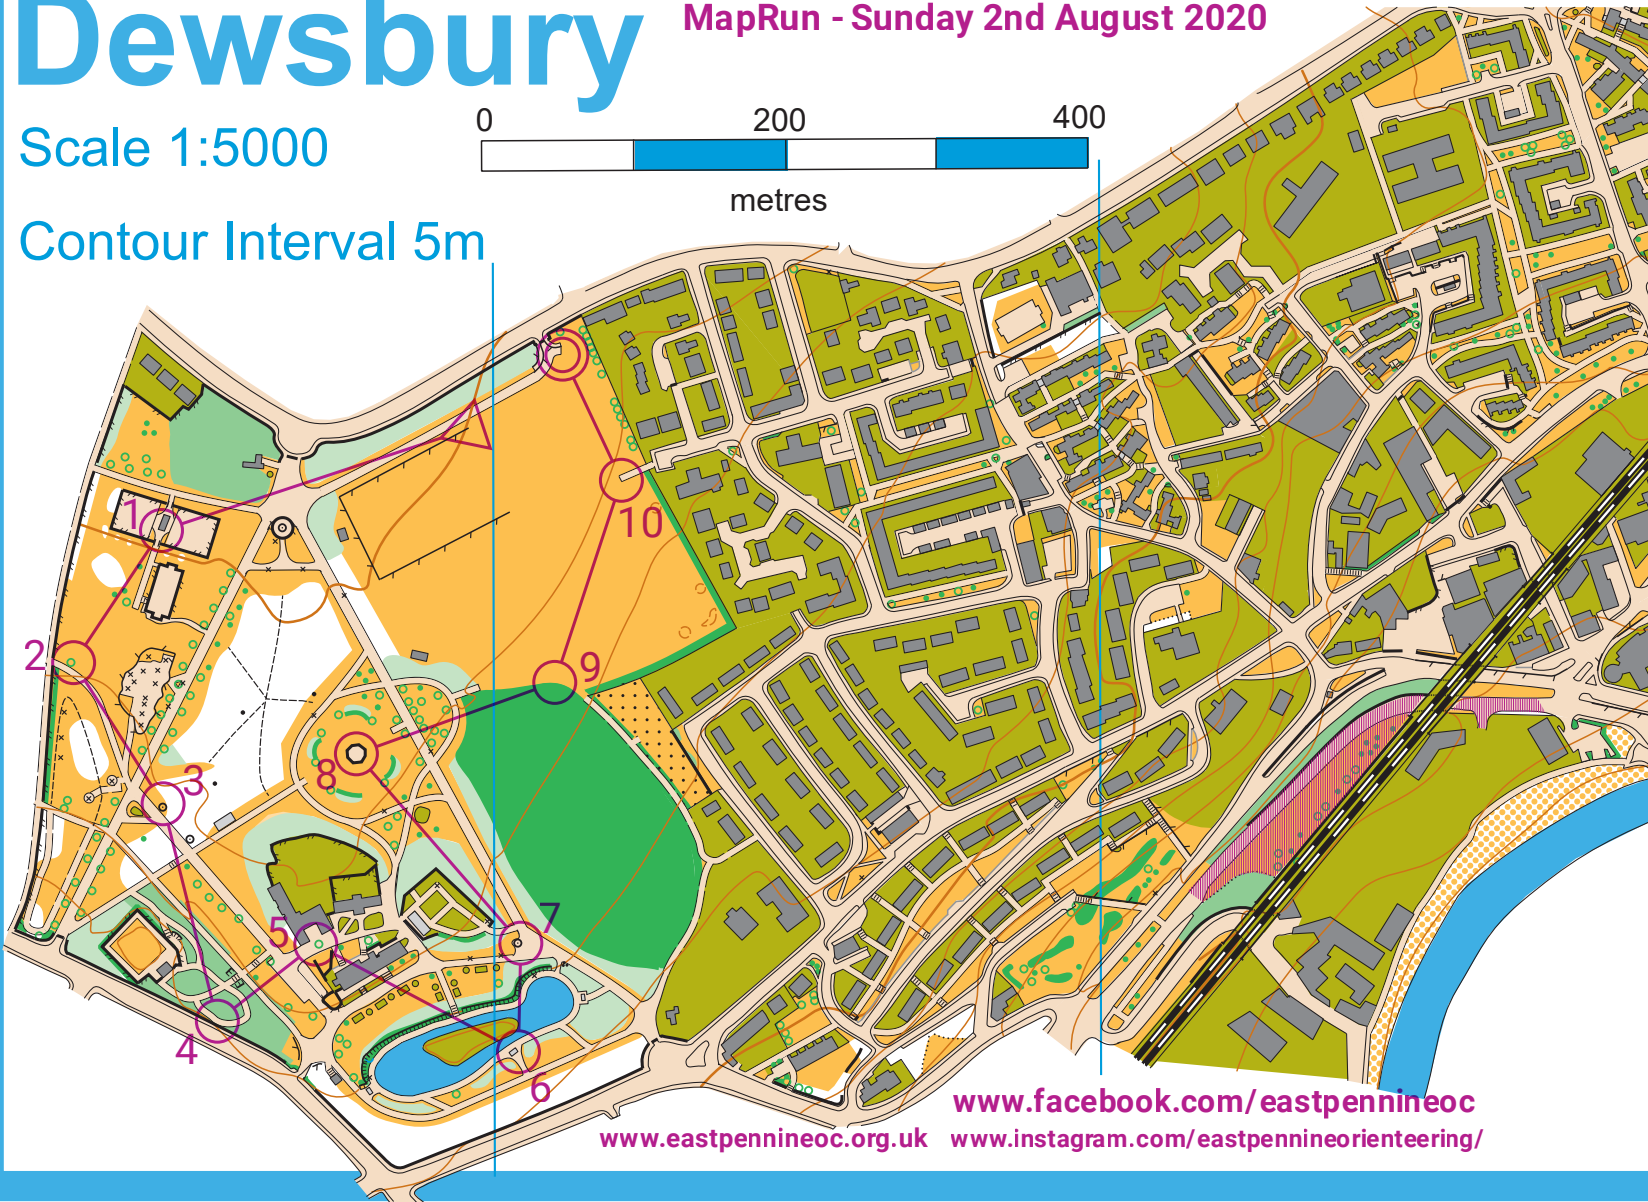 Dewsbury
MapRun - Sunday 2nd August 2020
Scale 1:5000
0 200 400
metres
Contour Interval 5m
1
10
2
9
3
8
5
7
4
6
www.facebook.com/eastpennineoc
www.eastpennineoc.org.uk www.instagram.com/eastpennineorienteering/